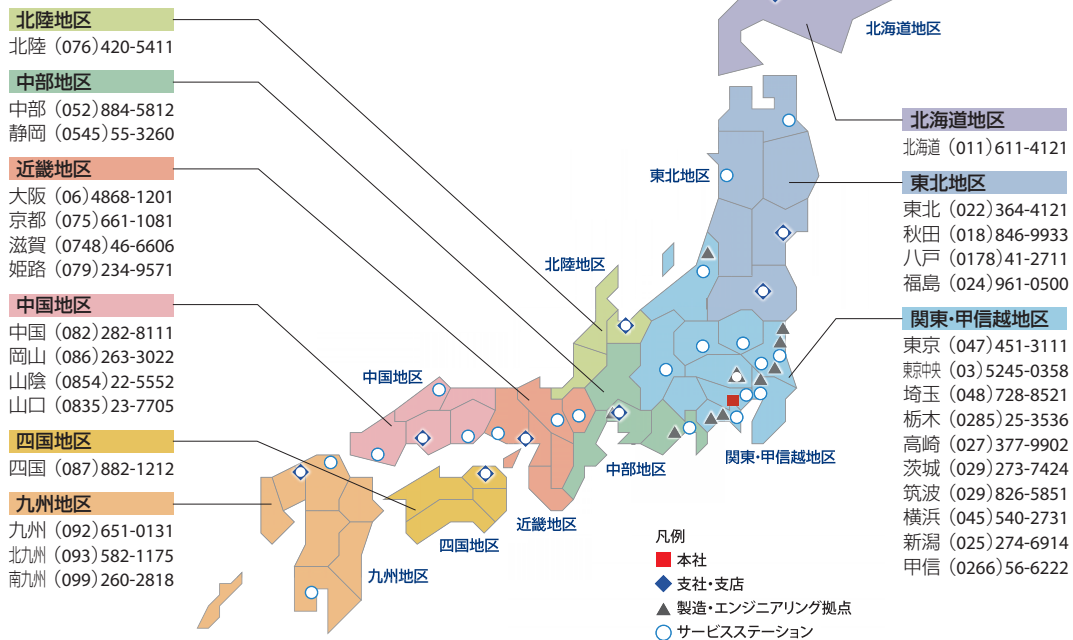 北陸地区
北陸 (076)420-5411
中部地区
中部 (052)884-5812
静岡 (0545)55-3260
近畿地区
大阪 (06)4868-1201
京都 (075)661-1081
滋賀 (0748)46-6606
姫路 (079)234-9571
中国地区
中国 (082)282-8111
岡山 (086)263-3022
山陰 (0854)22-5552
山口 (0835)23-7705
四国地区
四国 (087)882-1212
九州地区
九州 (092)651-0131
北九州 (093)582-1175
南九州 (099)260-2818
北海道地区
東北地区
北陸地区
中国地区
中部地区
関東・甲信越地区
近畿地区
四国地区
九州地区
北海道地区
北海道 (011)611-4121
東北地区
東北 (022)364-4121
秋田 (018)846-9933
八戸 (0178)41-2711
福島 (024)961-0500
関東・甲信越地区
東京 (047)451-3111
東京中央 (03)5245-0358
埼玉 (048)728-8521
栃木 (0285)25-3536
高崎 (027)377-9902
茨城 (029)273-7424
筑波 (029)826-5851
横浜 (045)540-2731
新潟 (025)274-6914
甲信 (0266)56-6222
凡例
本社
支社・支店
製造・エンジニアリング拠点
サービスステーション